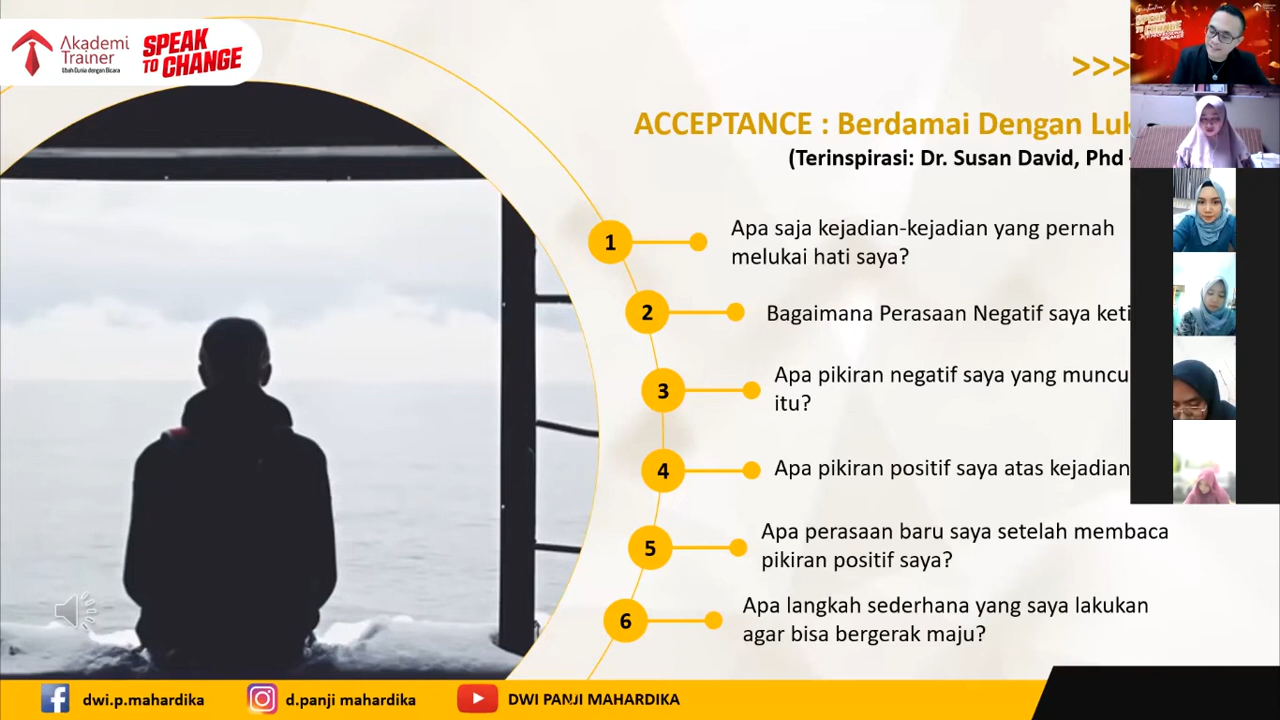 Akademi
Trainer
Ubah Dunia dengan Bicara
SPEAK
TO CHANGE
>>>
ACCEPTANCE : Berdamai Dengan
(Terinspirasi: Dr. Susan David, Phd
1
Apa saja kejadian-kejadian yang pernah
melukai hati saya?
2
Bagaimana Perasaan Negatif saya
3
Apa pikiran negatif saya yang
itu?
4
Apa pikiran positif saya atas kejadian
5
Apa perasaan baru saya setelah membaca
pikiran positif saya?
6
Apa langkah sederhana yang saya lakukan
agar bisa bergerak maju?
dwi.p.mahardika
d.panji mahardika
DWI PANJI MAHARDIKA
SPEAK
TO CHANGE